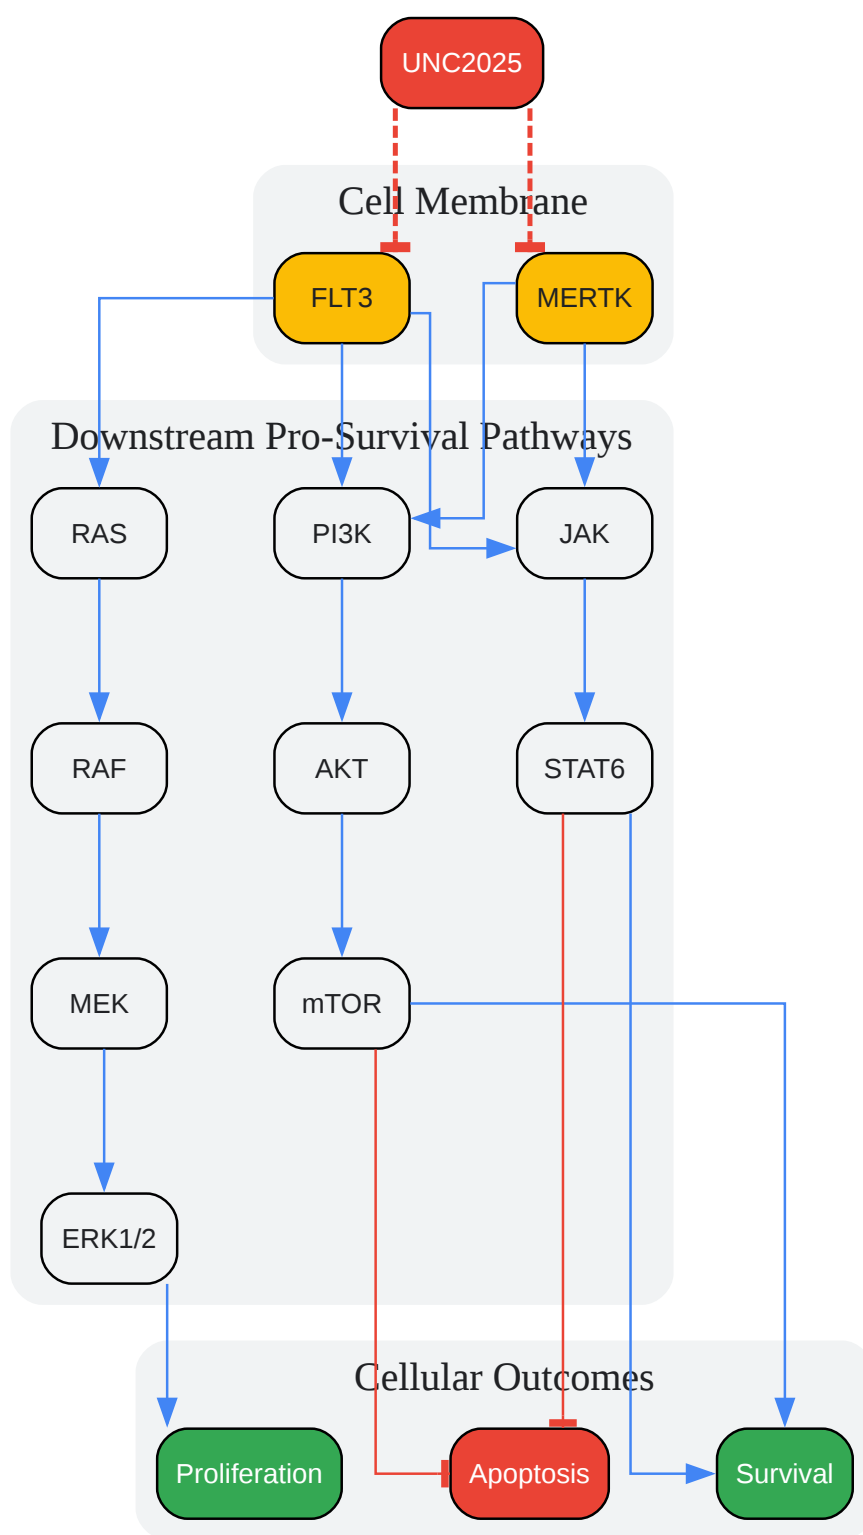 UNC2025
Cell Membrane
FLT3
MERTK
Downstream Pro-Survival Pathways
RAS
PI3K
JAK
RAF
AKT
STAT6
MEK
mTOR
ERK1/2
Cellular Outcomes
Proliferation
Apoptosis
Survival